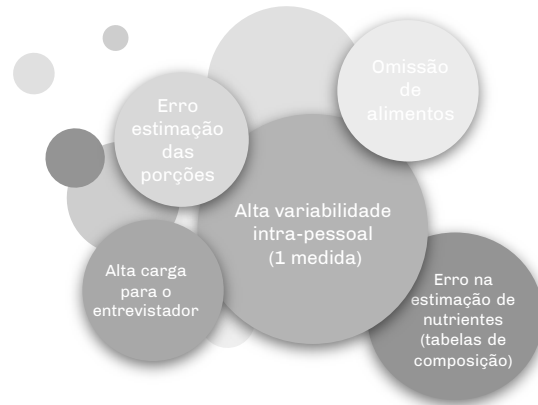 Omissão
de
alimentos
Erro
estimação
das
porções
Alta variabilidade
intra-pessoal
(1 medida)
Alta carga
para o
entrevistador
Erro na
estimação de
nutrientes
(tabelas de
composição)